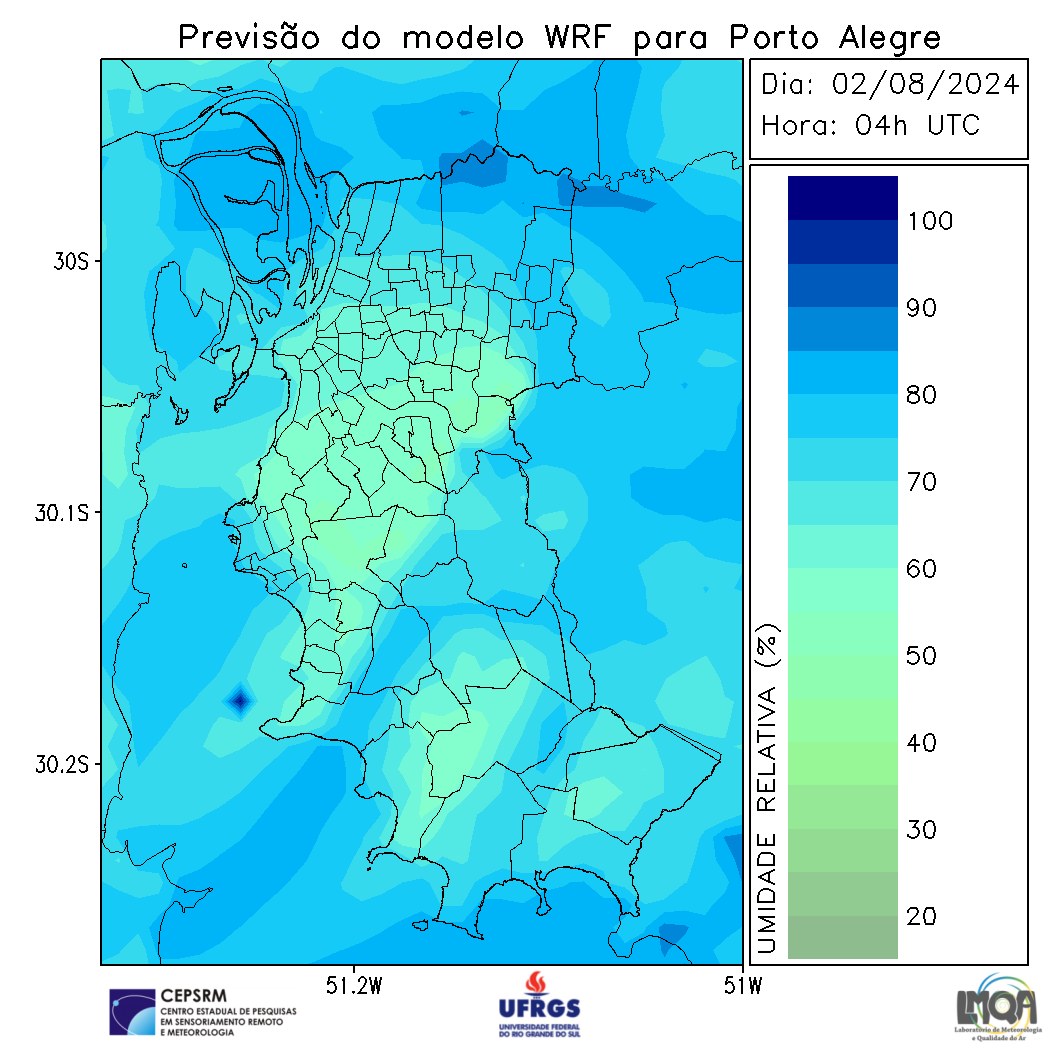 Previsão do modelo WRF para Porto Alegre
Dia: 02/08/2024
Hora: 04h UTC
30S
30.1S
30.2S
51.2W
51W
UMIDADE RELATIVA (%)
100
90
80
70
60
50
40
30
20
CEPSRM
CENTRO ESTADUAL DE PESQUISAS
EM SENSORIAMENTO REMOTO
E METEOROLOGIA
UFRGS
UNIVERSIDADE FEDERAL
DO RIO GRANDE DO SUL
LMQA
Laboratório de Meteorologia
e Qualidade do Ar